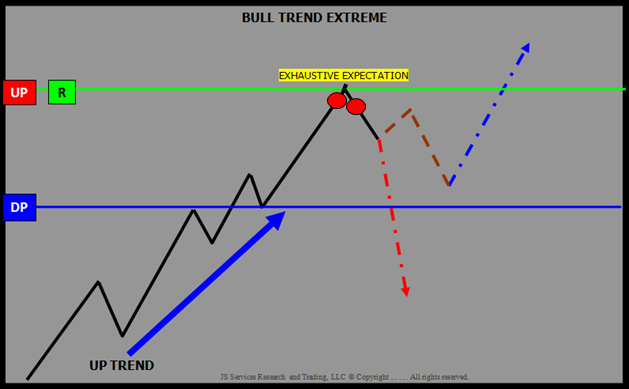 BULL TREND EXTREME
EXHAUSTIVE EXPECTATION
UP R
DP
UP TREND
JS Services Research and Trading, LLC © Copyright ..... All rights reserved.